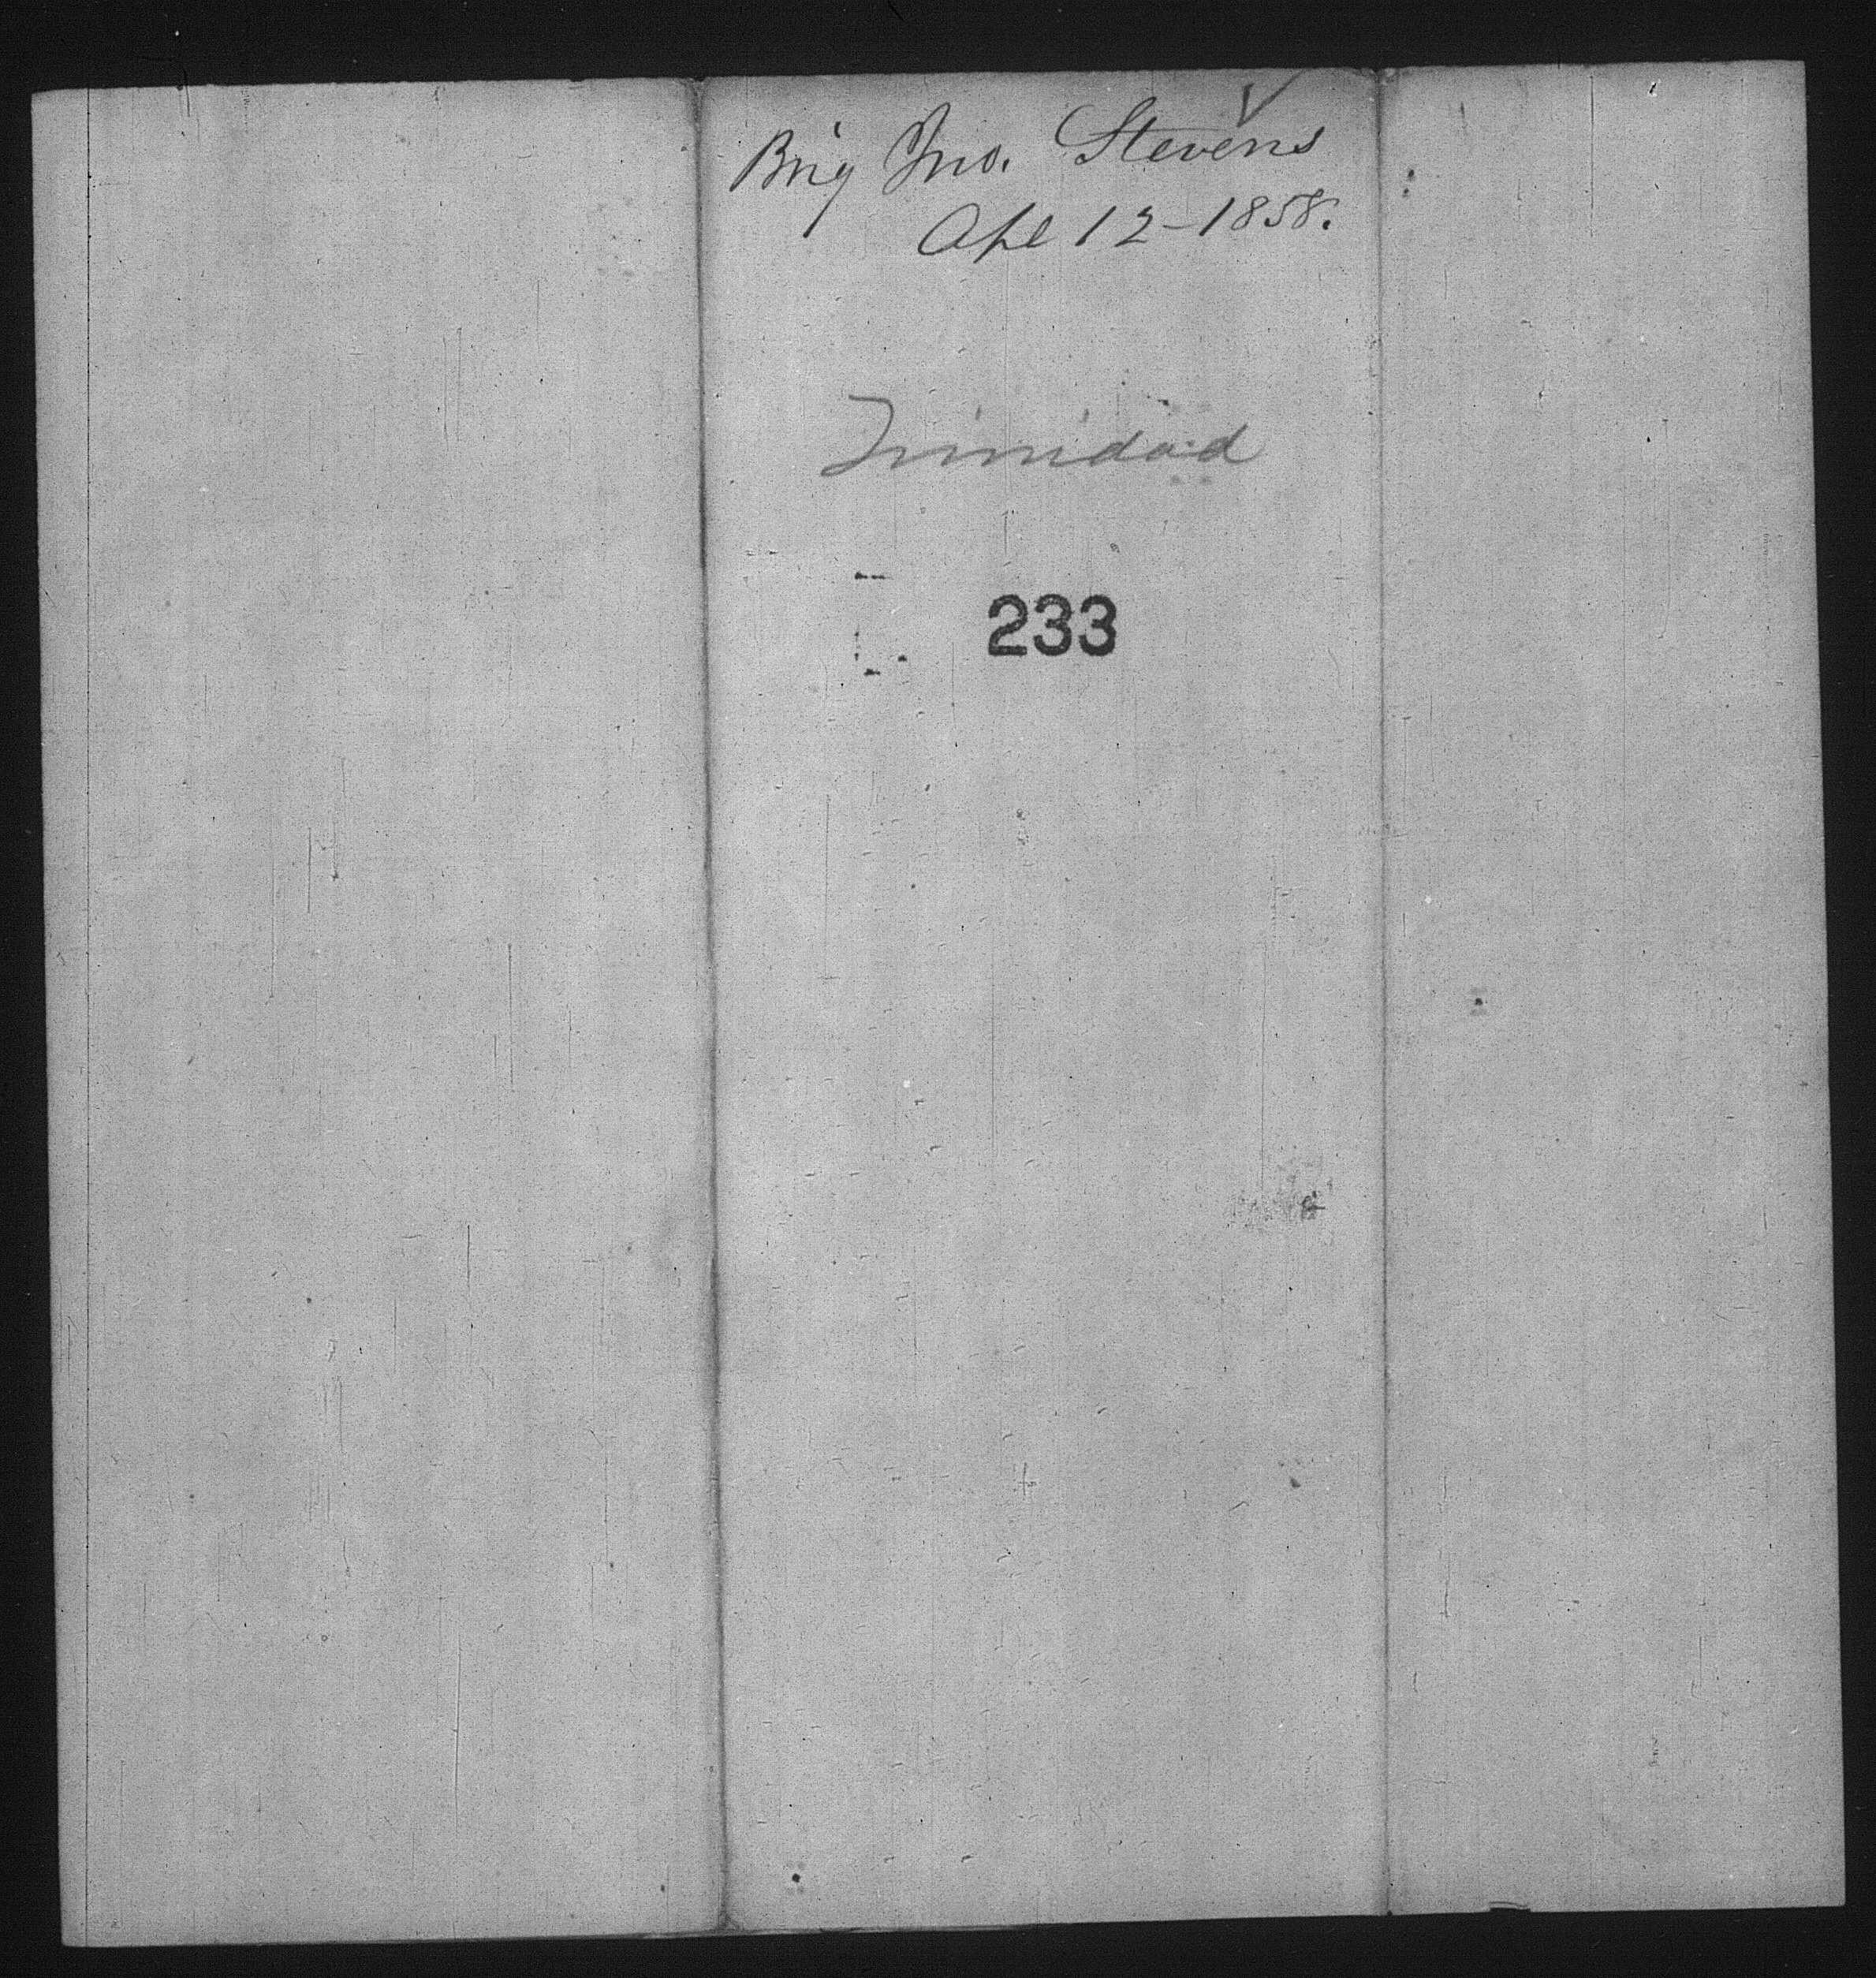 Brig Jno. Stevens
Apl 12-1858.
Trinidad
233